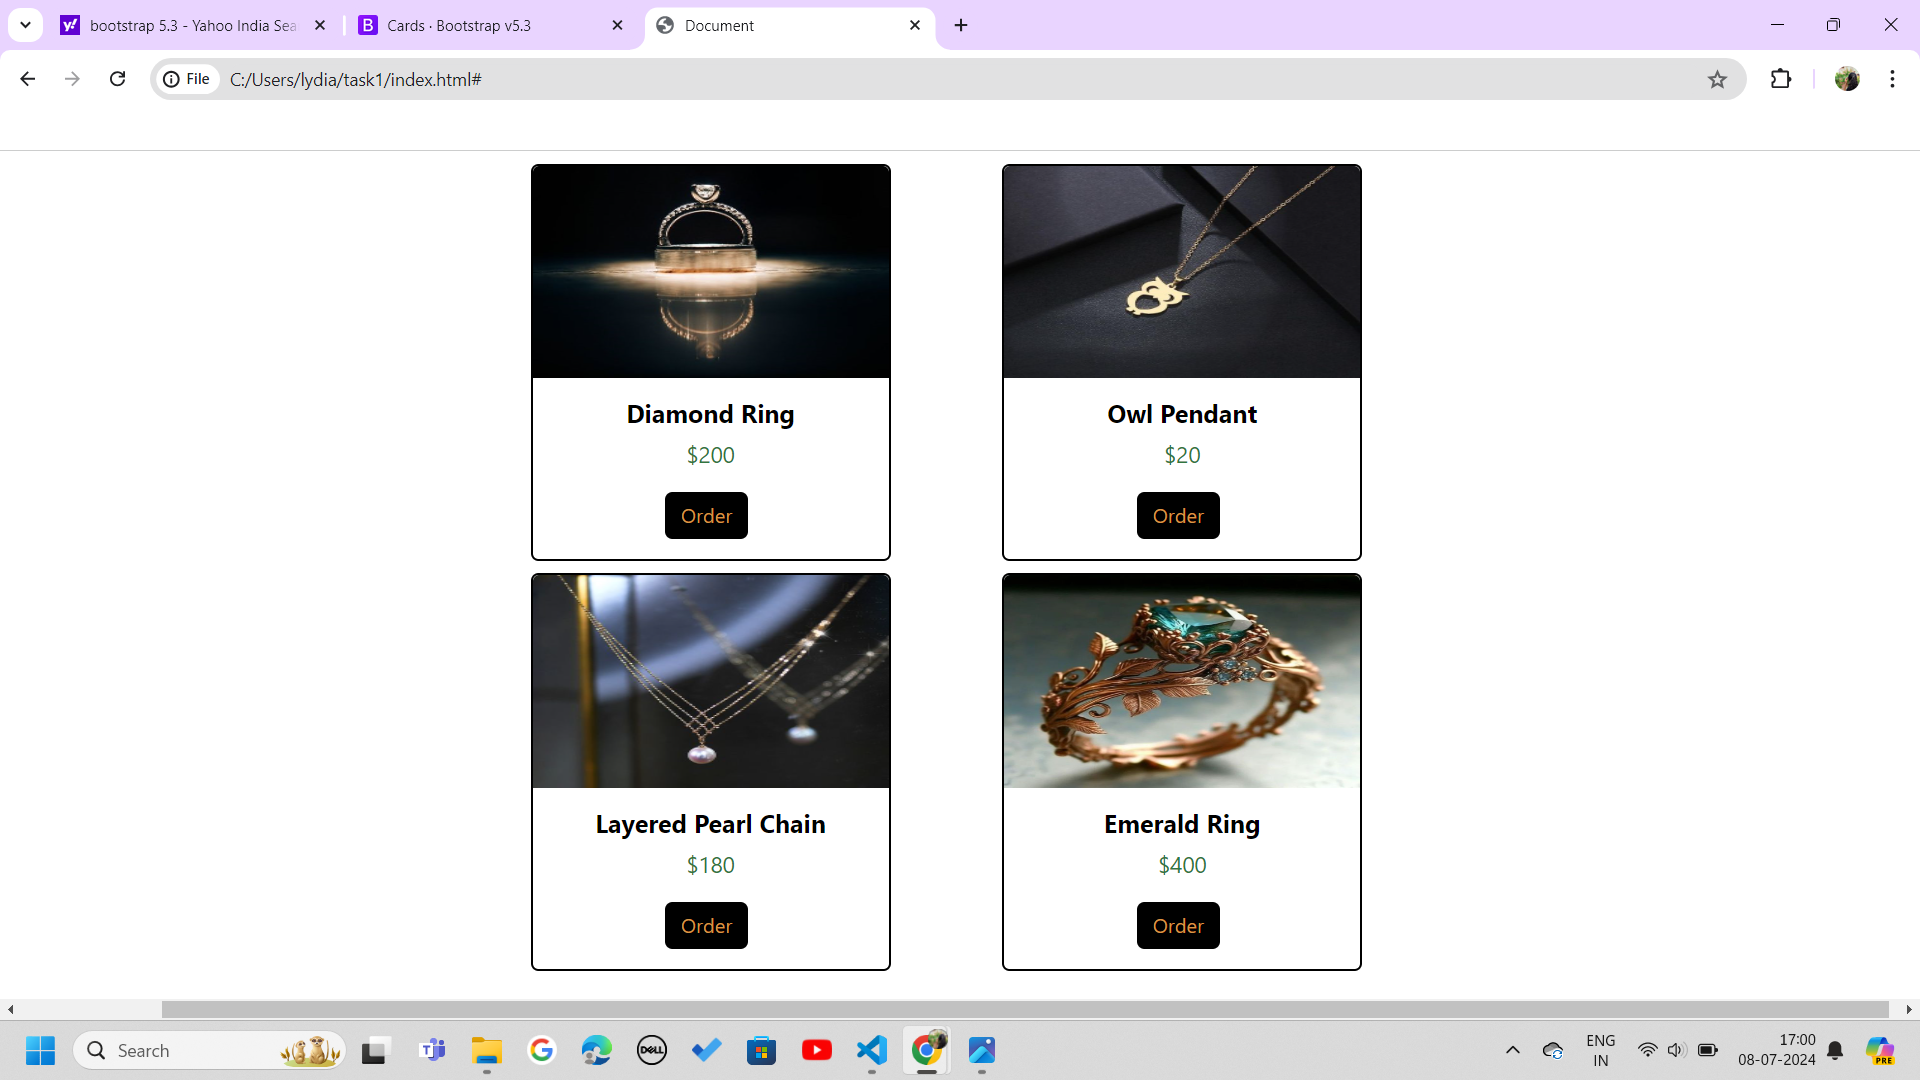 bootstrap 5.3 - Yahoo India Sea
Cards · Bootstrap v5.3
Document
File
C:/Users/lydia/task1/index.html#
Diamond Ring
$200
Order
Owl Pendant
$20
Order
Layered Pearl Chain
$180
Order
Emerald Ring
$400
Order
Search
DELL
ENG
IN
17:00
08-07-2024
PRE